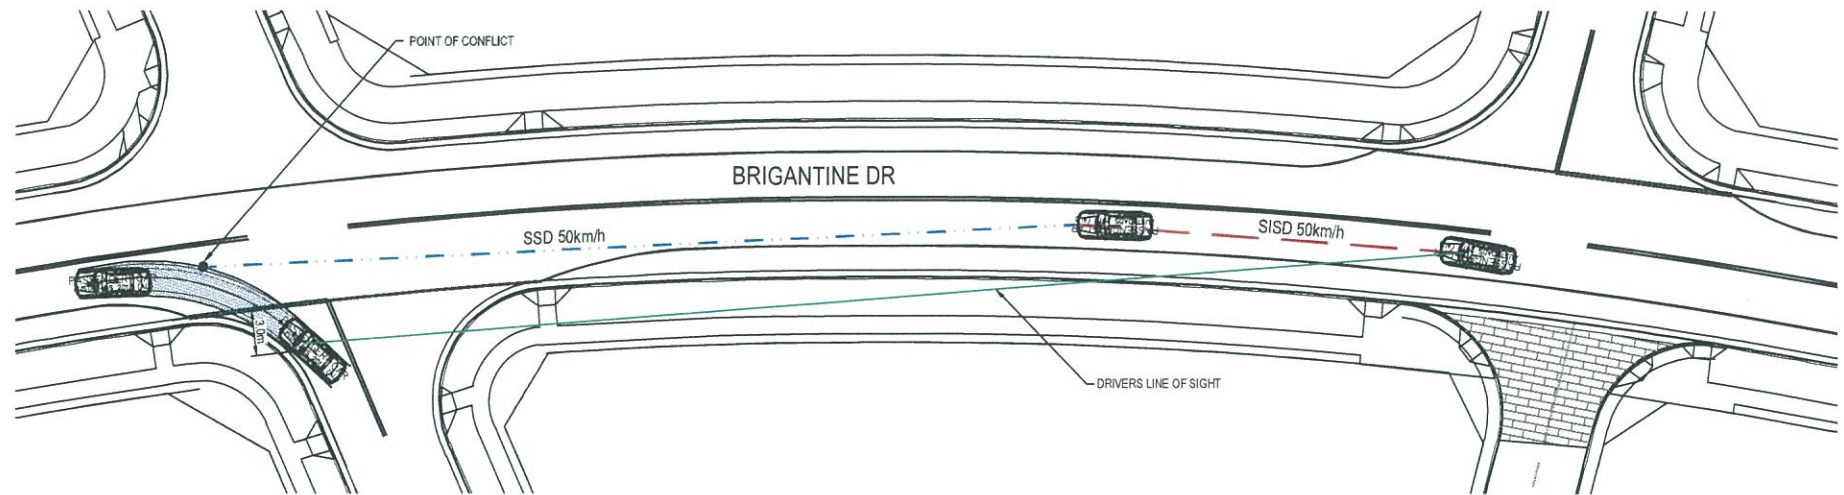 POINT OF CONFLICT
BRIGANTINE DR
SSD 50km/h
SISD 50km/h
3.0m
DRIVERS LINE OF SIGHT